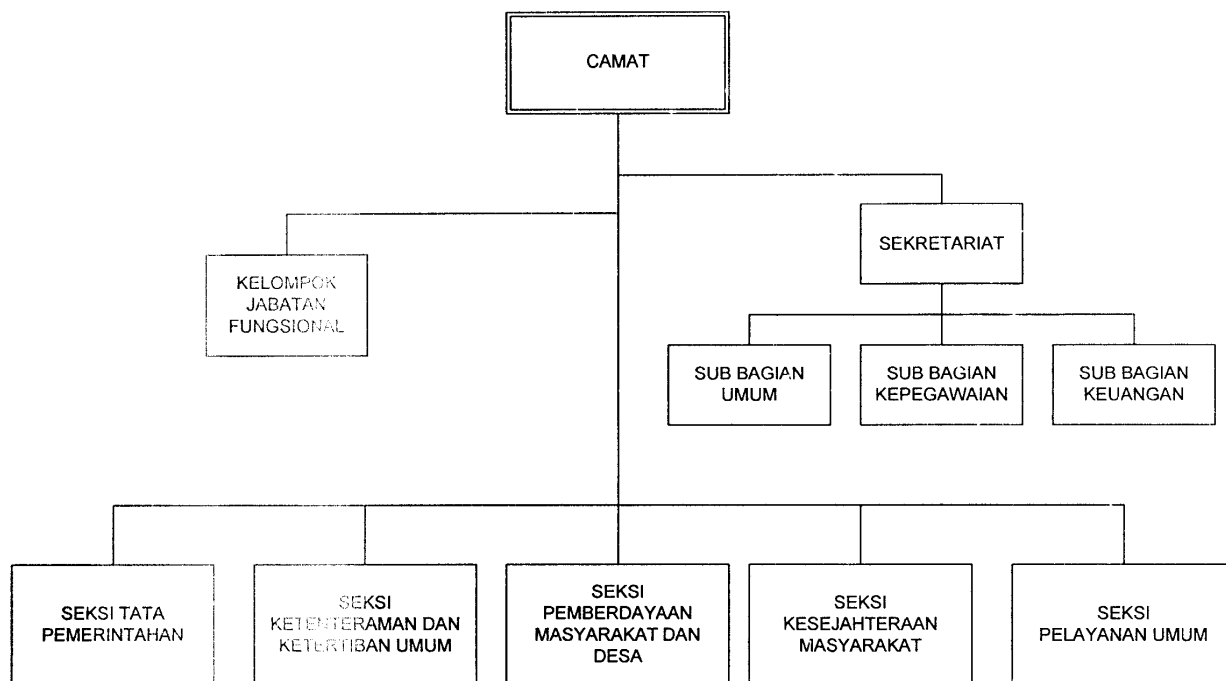 CAMAT
SEKRETARIAT
KELOMPOK
JABATAN
FUNGSIONAL
SUB BAGIAN
UMUM
SUB BAGIAN
KEPEGAWAIAN
SUB BAGIAN
KEUANGAN
SEKSI TATA
PEMERINTAHAN
SEKSI
KETENTERAMAN DAN
KETERTIBAN UMUM
SEKSI
PEMBERDAYAAN
MASYARAKAT DAN
DESA
SEKSI
KESEJAHTERAAN
MASYARAKAT
SEKSI
PELAYANAN UMUM